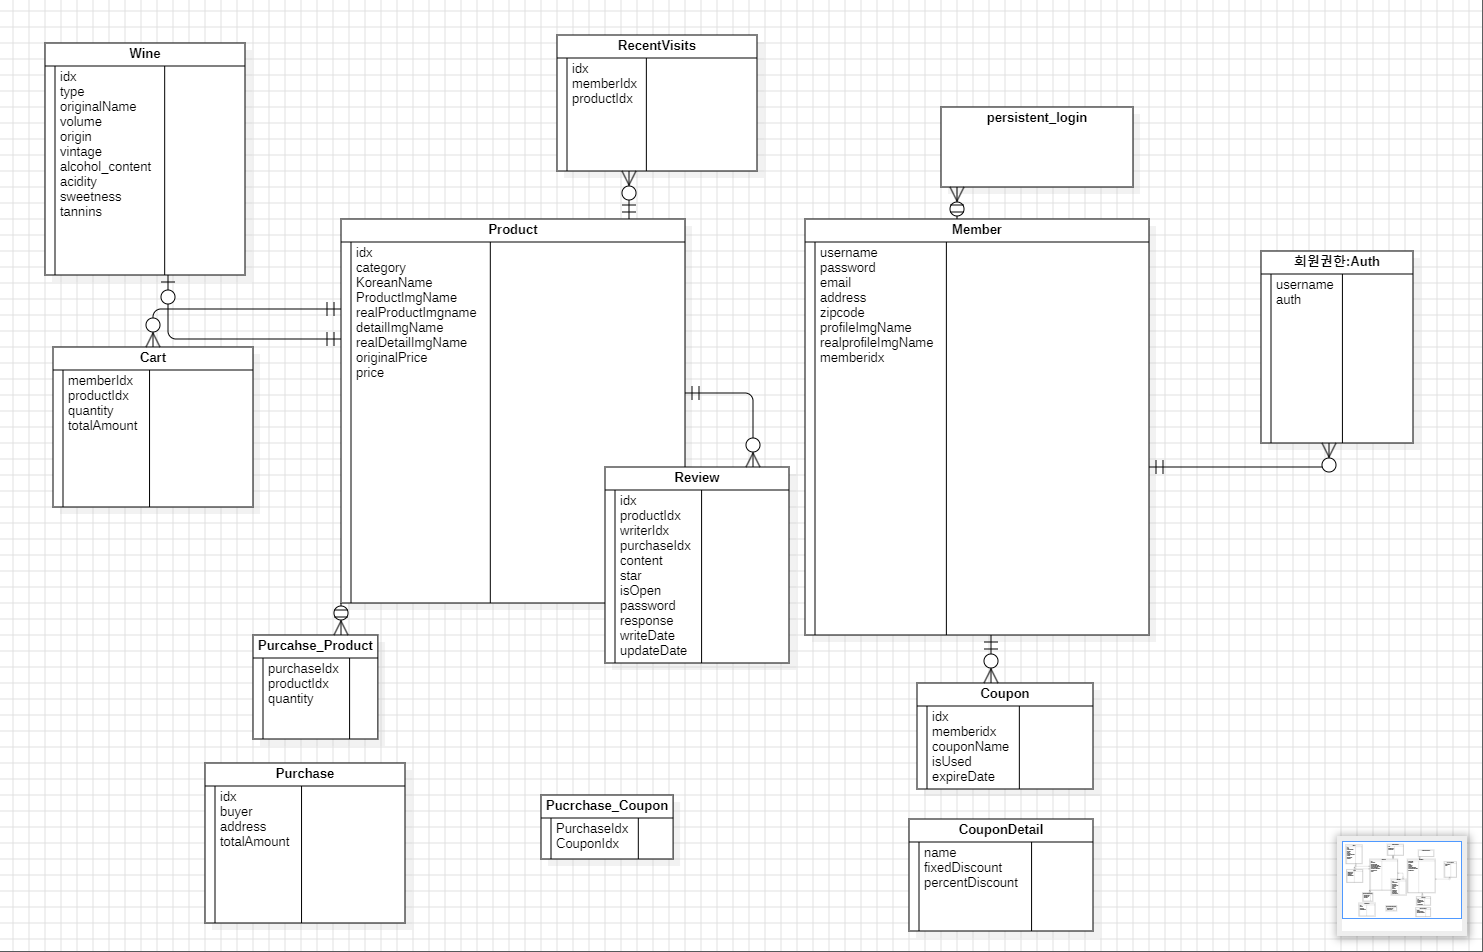 Wine
idx
type
originalName
volume
origin
vintage
alcohol_content
acidity
sweetness
tannins
RecentVisits
idx
memberIdx
productIdx
persistent_login
Product
idx
category
KoreanName
ProductImgName
realProductImgname
detailImgName
realDetailImgName
originalPrice
price
Member
username
password
email
address
zipcode
profileImgName
realprofileImgName
memberidx
회원권한:Auth
username
auth
Cart
memberIdx
productIdx
quantity
totalAmount
Review
idx
productIdx
writerIdx
purchaseIdx
content
star
isOpen
password
response
writeDate
updateDate
Purcahse_Product
purchaseIdx
productIdx
quantity
Coupon
idx
memberidx
couponName
isUsed
expireDate
Purchase
idx
buyer
address
totalAmount
Pucrchase_Coupon
PurchaseIdx
CouponIdx
CouponDetail
name
fixedDiscount
percentDiscount